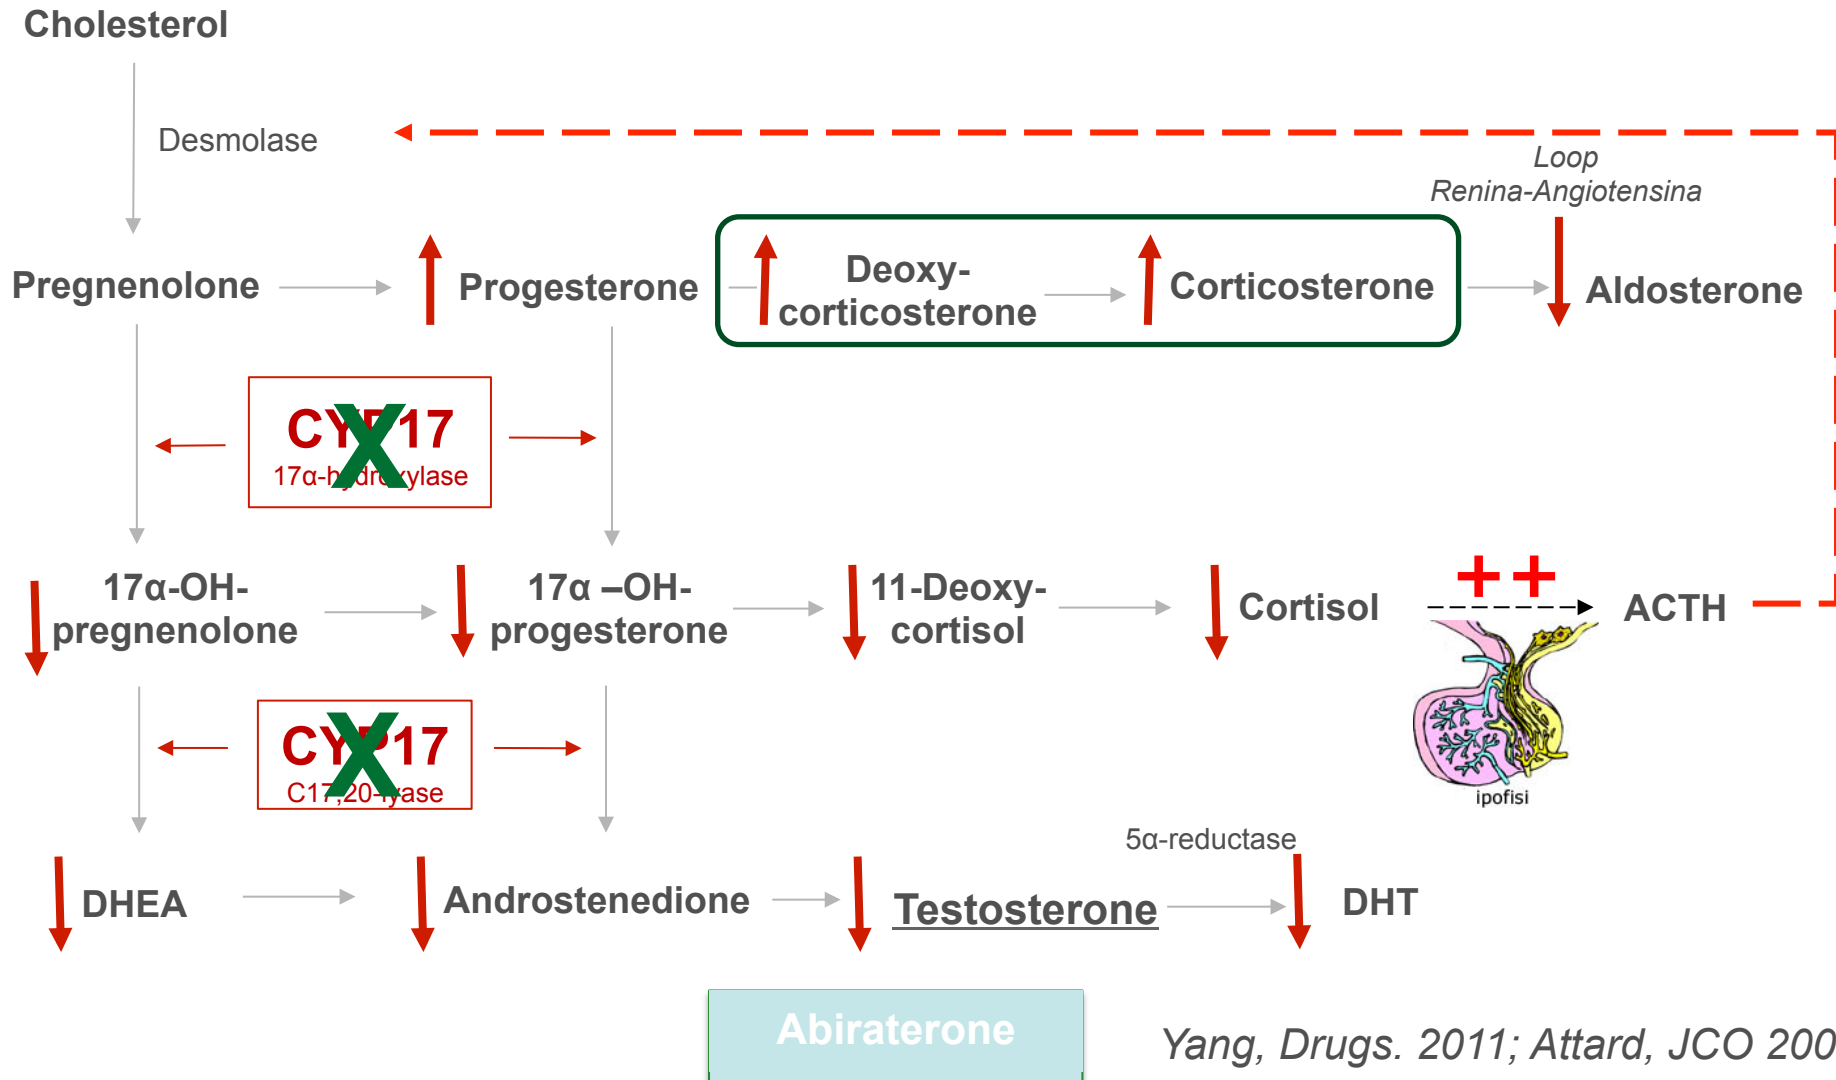 Cholesterol
Desmolase
Loop
Renina-Angiotensina
Pregnenolone
Progesterone
Deoxy-
corticosterone
Corticosterone
Aldosterone
CYP17
17α-hydroxylase
17α-OH-
pregnenolone
17α –OH-
progesterone
11-Deoxy-
cortisol
Cortisol
++
ACTH
ipofisi
CYP17
C17,20-lyase
5α-reductase
DHEA
Androstenedione
Testosterone
DHT
Abiraterone
Yang, Drugs. 2011; Attard, JCO 200